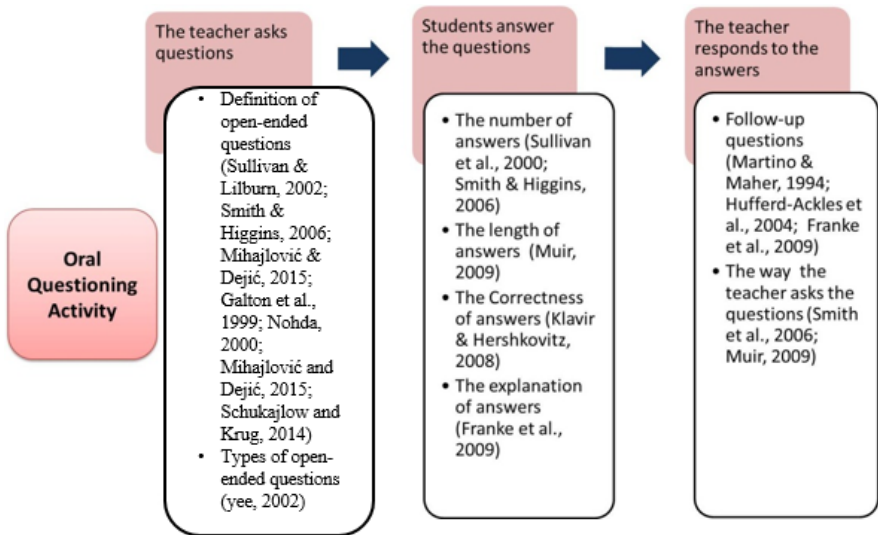 Oral
Questioning
Activity
The teacher asks
questions
• Definition of
open-ended
questions
(Sullivan &
Lilburn, 2002;
Smith &
Higgins, 2006;
Mihajlović &
Dejić, 2015;
Galton et al.,
1999; Nohda,
2000;
Mihajlović and
Dejić, 2015;
Schukajlow and
Krug, 2014)
• Types of open-
ended questions
(yee, 2002)
Students answer
the questions
• The number of
answers (Sullivan
et al., 2000;
Smith & Higgins,
2006)
• The length of
answers (Muir,
2009)
• The Correctness
of answers (Klavir
& Hershkovitz,
2008)
• The explanation
of answers
(Franke et al.,
2009)
The teacher
responds to the
answers
• Follow-up
questions
(Martino &
Maher, 1994;
Hufferd-Ackles et
al., 2004; Franke
et al., 2009)
• The way the
teacher asks the
questions (Smith
et al., 2006;
Muir, 2009)